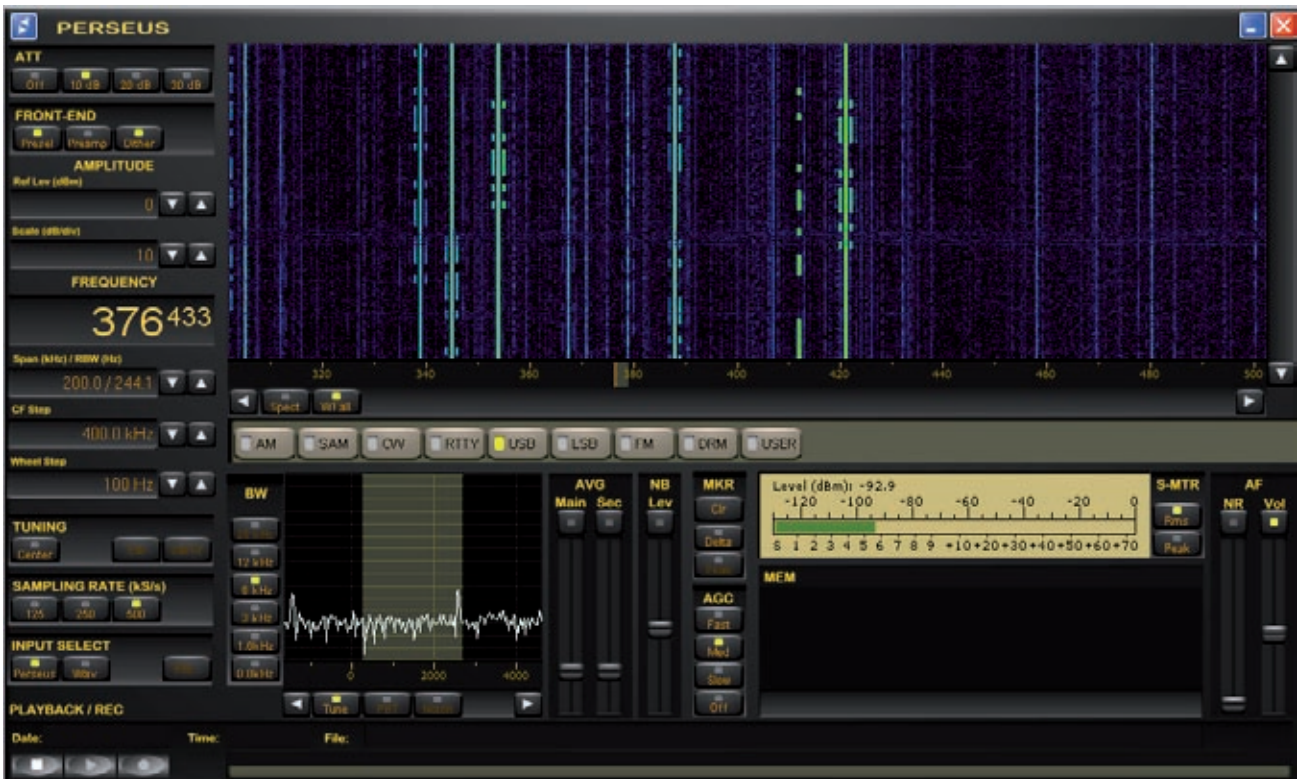 PERSEUS
ATT
Off 10 dB 20 dB 30 dB
FRONT-END
Presel Preamp Dither
AMPLITUDE
Ref Lev (dBm)
0
Scale (dB/div)
10
FREQUENCY
376 433
Span (kHz) / RBW (Hz)
200.0 / 244.1
CF Step
400.0 kHz
Wheel Step
100 Hz
TUNING
Center
SAMPLING RATE (kS/s)
125 250 500
INPUT SELECT
Perseus Wav
PLAYBACK / REC
Date: Time: File:
320 340 360 380 400 420 440 460 480 500
Spect Wfall
AM SAM CW RTTY USB LSB FM DRM USER
BW
12 kHz
6 kHz
3 kHz
1.6kHz
0.8kHz
0 2000 4000
Tune
AVG
Main Sec
NB
Lev
MKR
Clr
Delta
AGC
Fast
Med
Slow
Off
Level (dBm): -92.9
-120 -100 -80 -60 -40 -20 0
S 1 2 3 4 5 6 7 8 9 +10+20+30+40+50+60+70
S-MTR
Rms
Peak
MEM
AF
NR Vol